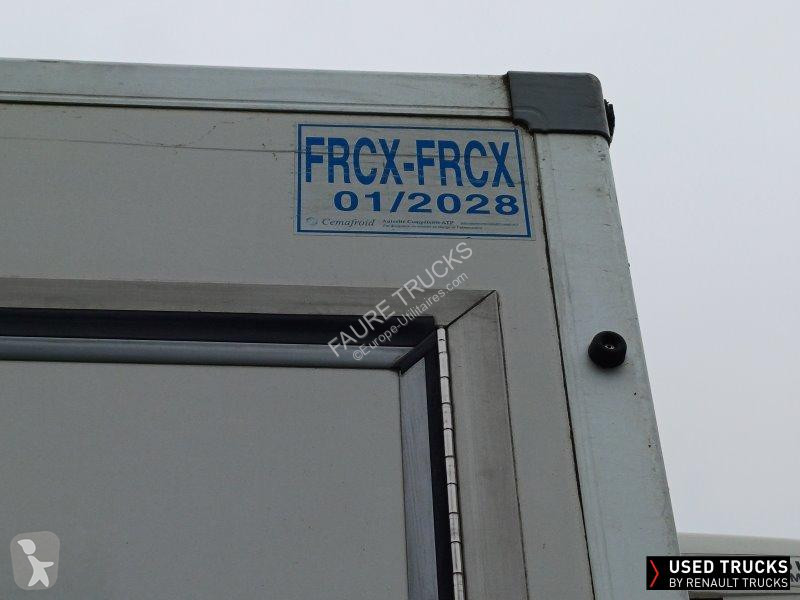 FRCX-FRCX
01/2028
Cemafroid Autorité Compétente ATP
FAURE TRUCKS
©Europe-Utilitaires.com
USED TRUCKS
BY RENAULT TRUCKS